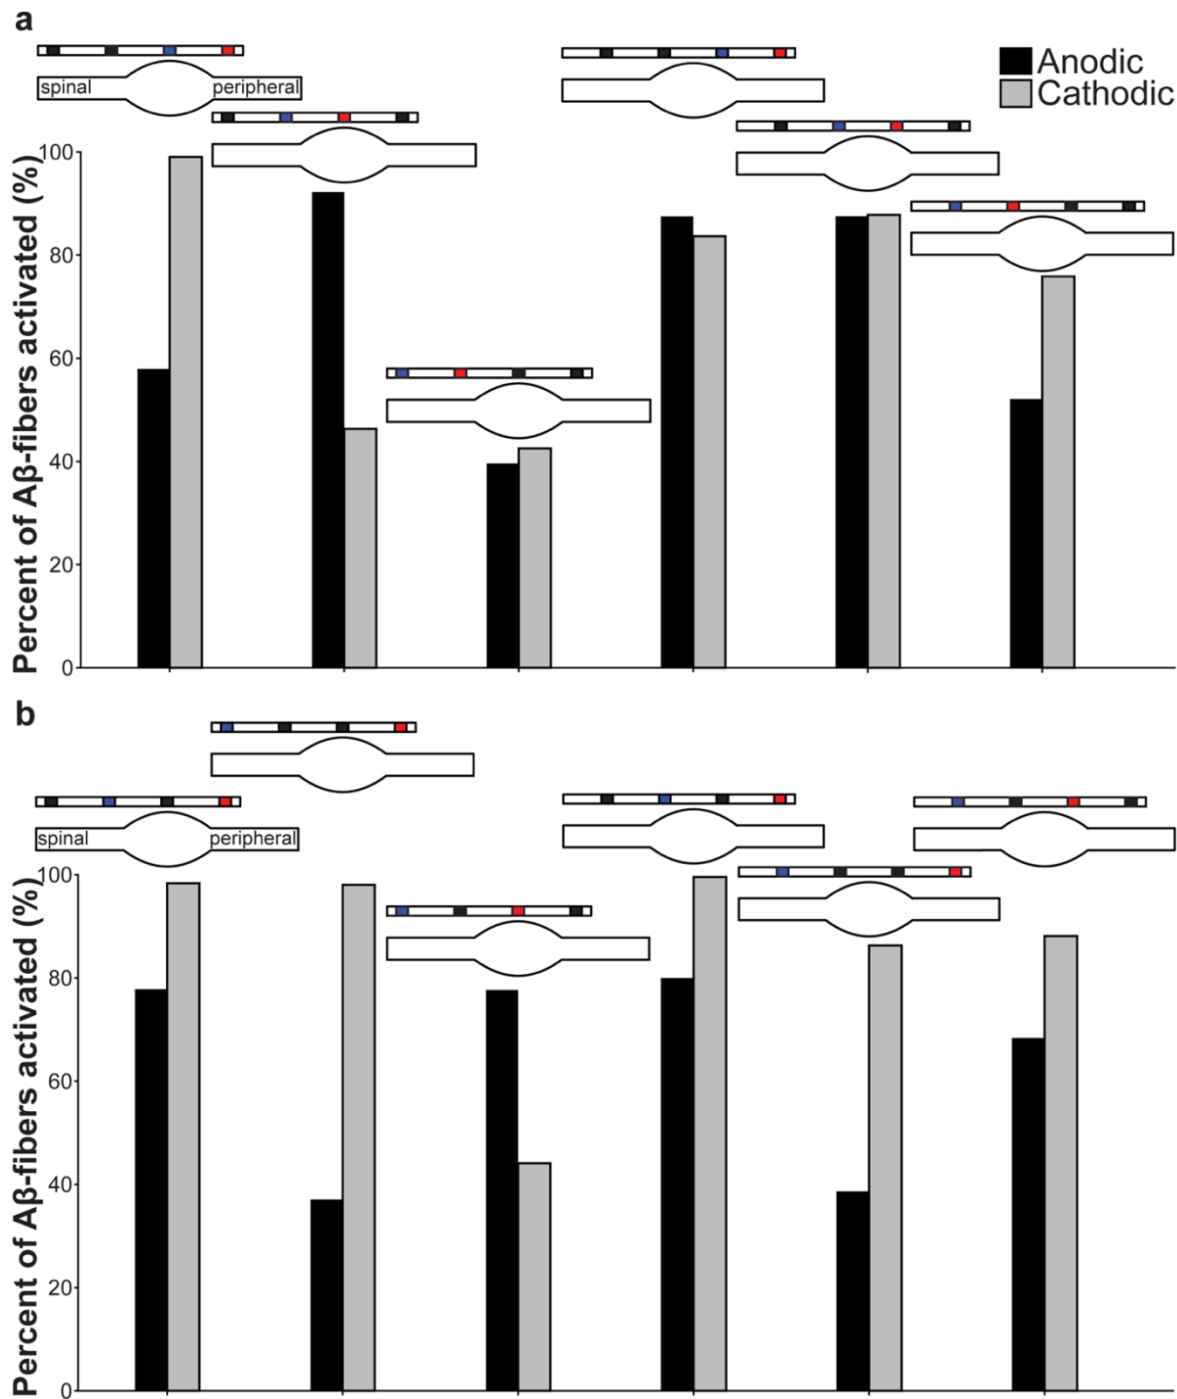 a
spinal peripheral
Anodic
Cathodic
Percent of Aβ-fibers activated (%)
100
80
60
40
20
0
b
spinal peripheral
Percent of Aβ-fibers activated (%)
100
80
60
40
20
0